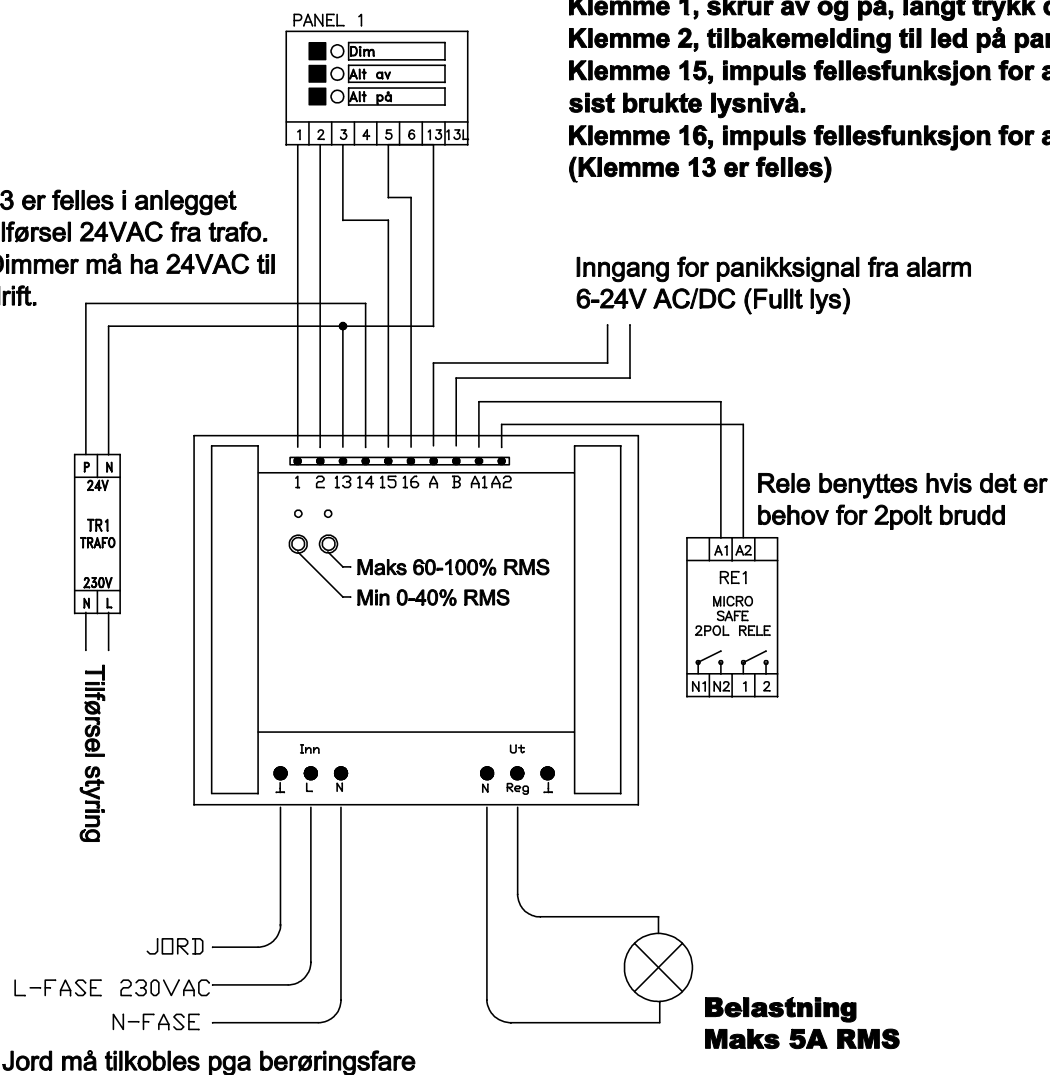 PANEL 1
Dim
Alt av
Alt på
1 2 3 4 5 6 13 13L
Klemme 1, skrur av og på, langt trykk
Klemme 2, tilbakemelding til led på
Klemme 15, impuls fellesfunksjon for
sist brukte lysnivå.
Klemme 16, impuls fellesfunksjon for
(Klemme 13 er felles)
3 er felles i anlegget
24VAC fra trafo.
må ha 24VAC til
Inngang for panikksignal fra alarm
6-24V AC/DC (Fullt lys)
P N
24V
TR1
TRAFO
230V
N L
Tilførsel styring
1 2 13 14 15 16 A B A1 A2
Maks 60-100% RMS
Min 0-40% RMS
Rele benyttes hvis det er
behov for 2polt brudd
A1 A2
RE1
MICRO
SAFE
2POL RELE
N1 N2 1 2
Inn
L N
Ut
N Reg
JORD
L-FASE 230VAC
N-FASE
Jord må tilkobles pga berøringsfare
Belastning
Maks 5A RMS